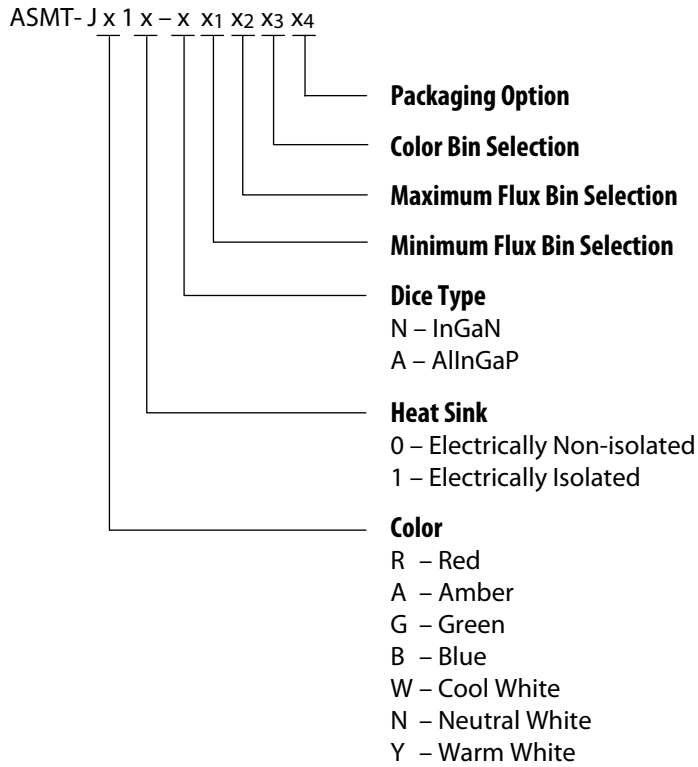 ASMT- J x 1 x – x x1 x2 x3 x4
Packaging Option
Color Bin Selection
Maximum Flux Bin Selection
Minimum Flux Bin Selection
Dice Type
N – InGaN
A – AlInGaP
Heat Sink
0 – Electrically Non-isolated
1 – Electrically Isolated
Color
R – Red
A – Amber
G – Green
B – Blue
W – Cool White
N – Neutral White
Y – Warm White